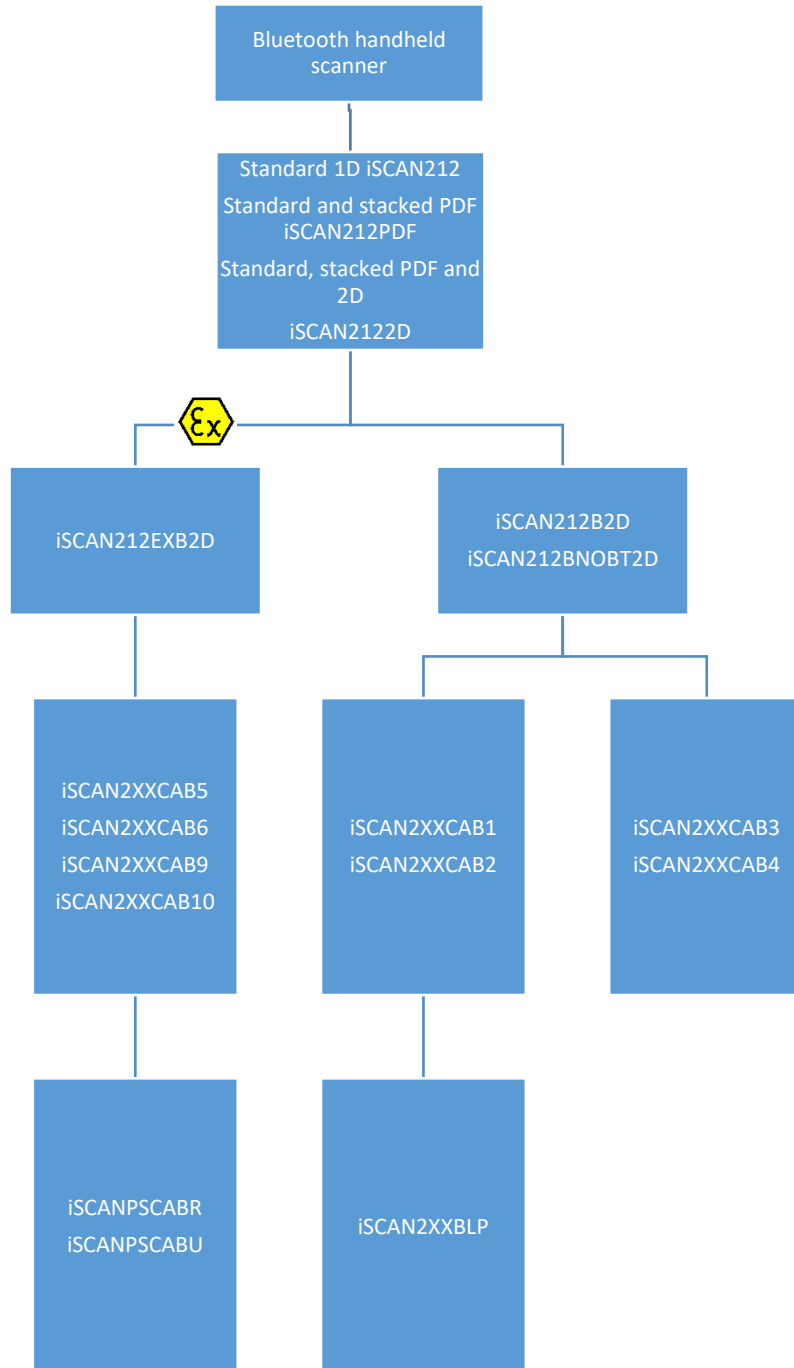 Bluetooth handheld
scanner
Standard 1D iSCAN212
Standard and stacked PDF
iSCAN212PDF
Standard, stacked PDF and
2D
iSCAN2122D
Ex
iSCAN212EXB2D
iSCAN212B2D
iSCAN212BNOBT2D
iSCAN2XXCAB5
iSCAN2XXCAB6
iSCAN2XXCAB9
iSCAN2XXCAB10
iSCAN2XXCAB1
iSCAN2XXCAB2
iSCAN2XXCAB3
iSCAN2XXCAB4
iSCANPSCABR
iSCANPSCABU
iSCAN2XXBLP